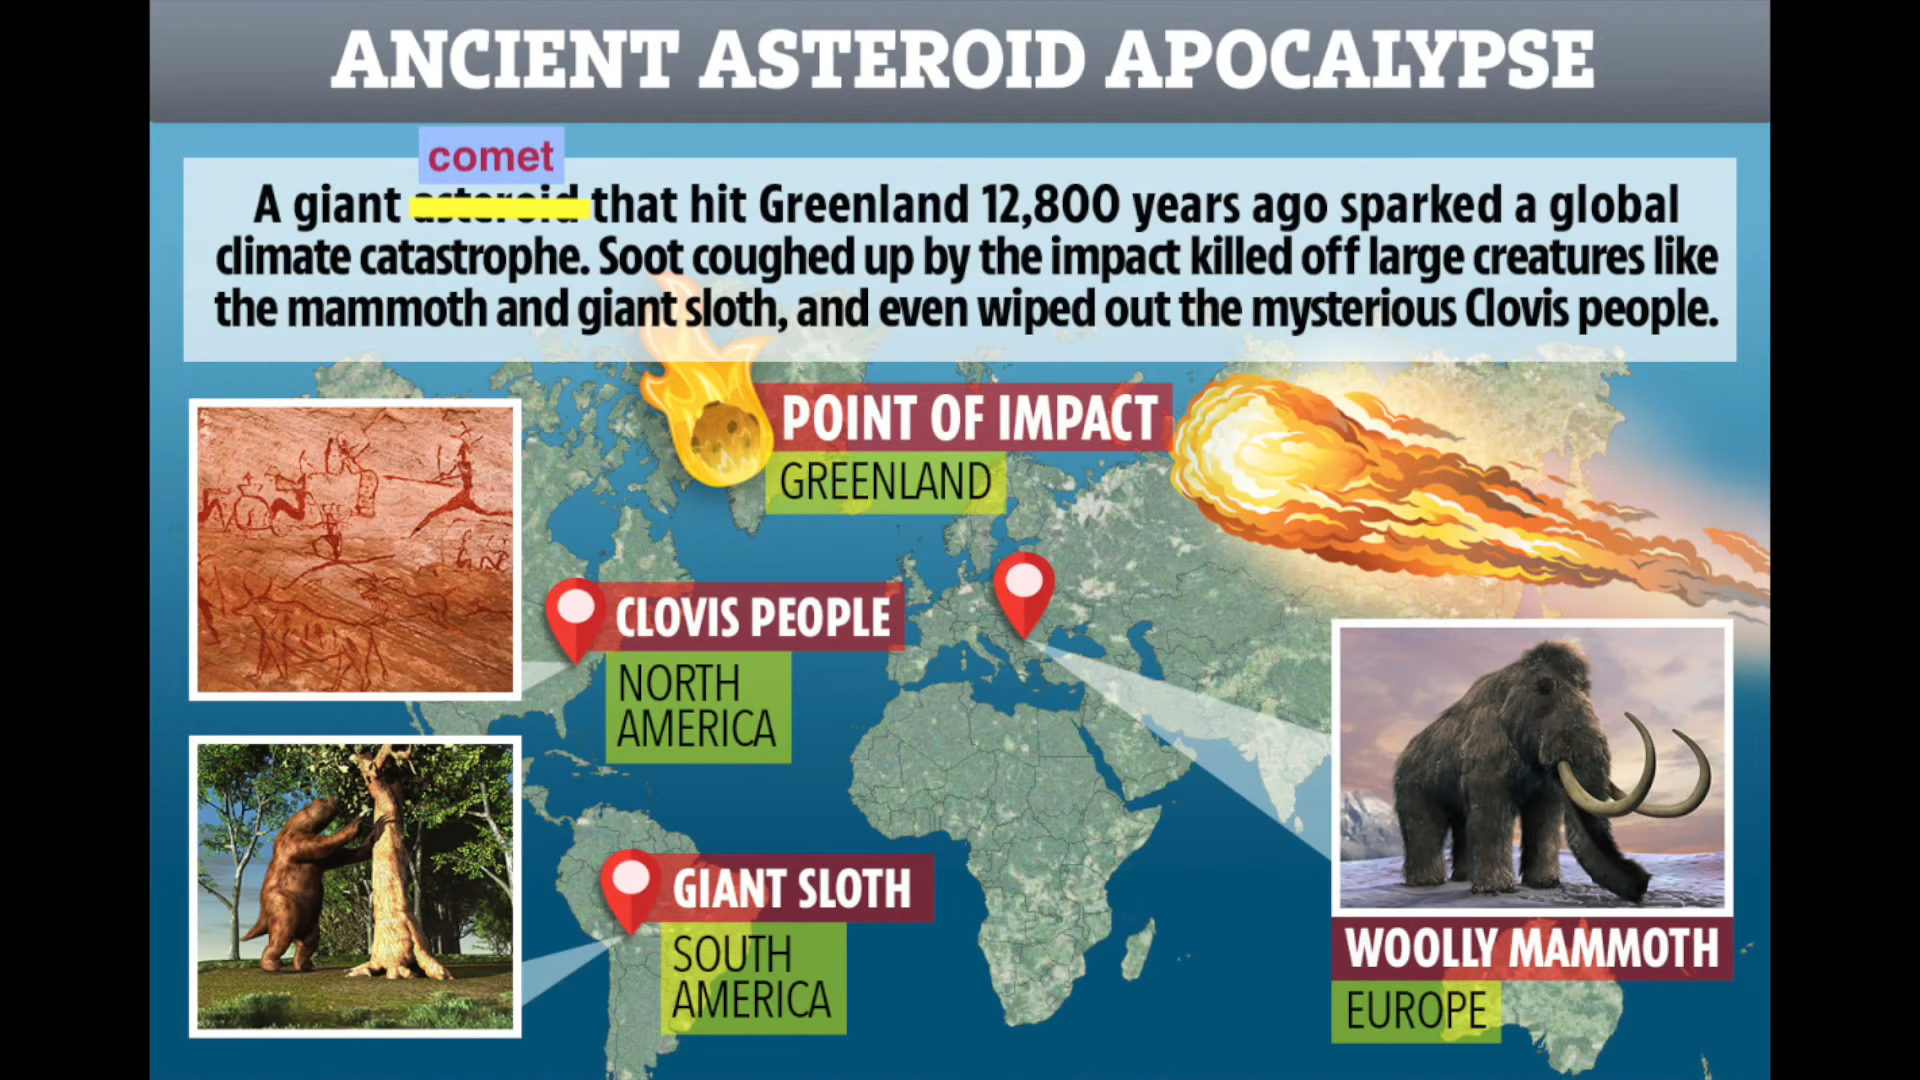 ANCIENT ASTEROID APOCALYPSE
comet
A giant asteroid that hit Greenland 12,800 years ago sparked a global
climate catastrophe. Soot coughed up by the impact killed off large creatures like
the mammoth and giant sloth, and even wiped out the mysterious Clovis people.
POINT OF IMPACT
GREENLAND
CLOVIS PEOPLE
NORTH
AMERICA
GIANT SLOTH
SOUTH
AMERICA
WOOLLY MAMMOTH
EUROPE